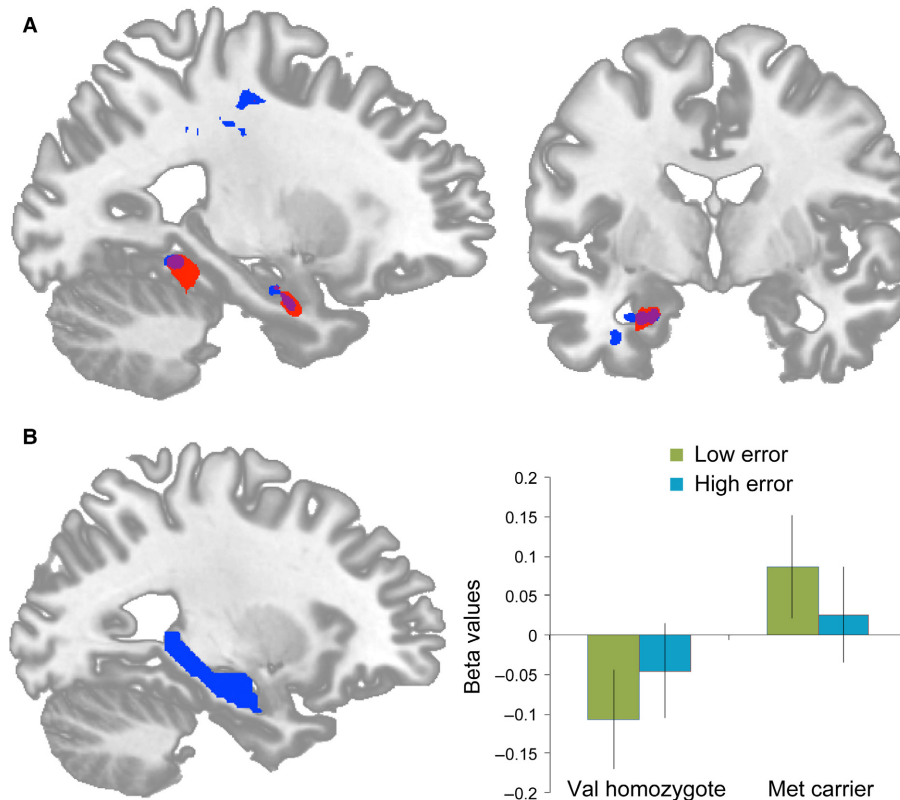 A
B
Low error
High error
Beta values
0.2
0.15
0.1
0.05
0
–0.05
–0.1
–0.15
–0.2
Val homozygote Met carrier